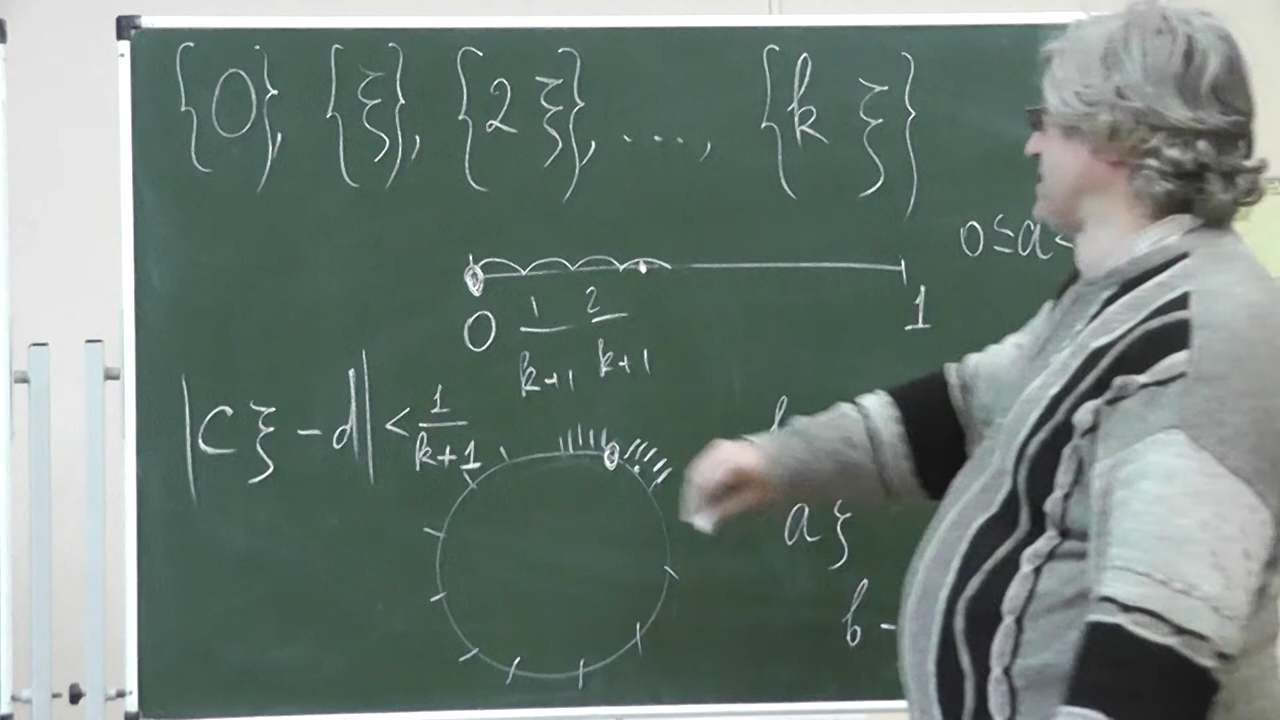 {0}, {ξ}, {2ξ}, ..., {kξ}
0 ≤ a <
0 1/(k+1) 2/(k+1) 1
|cξ - d| < 1/(k+1)
aξ
b -